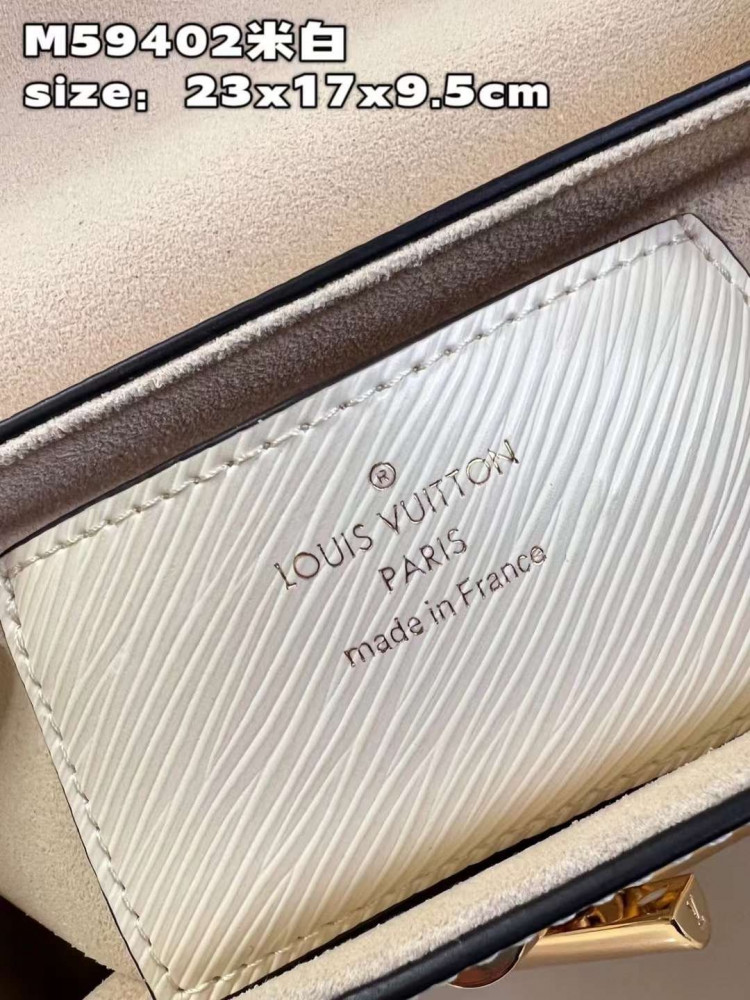 M59402米白
size: 23x17x9.5cm
®
LOUIS VUITTON
PARIS
made in France